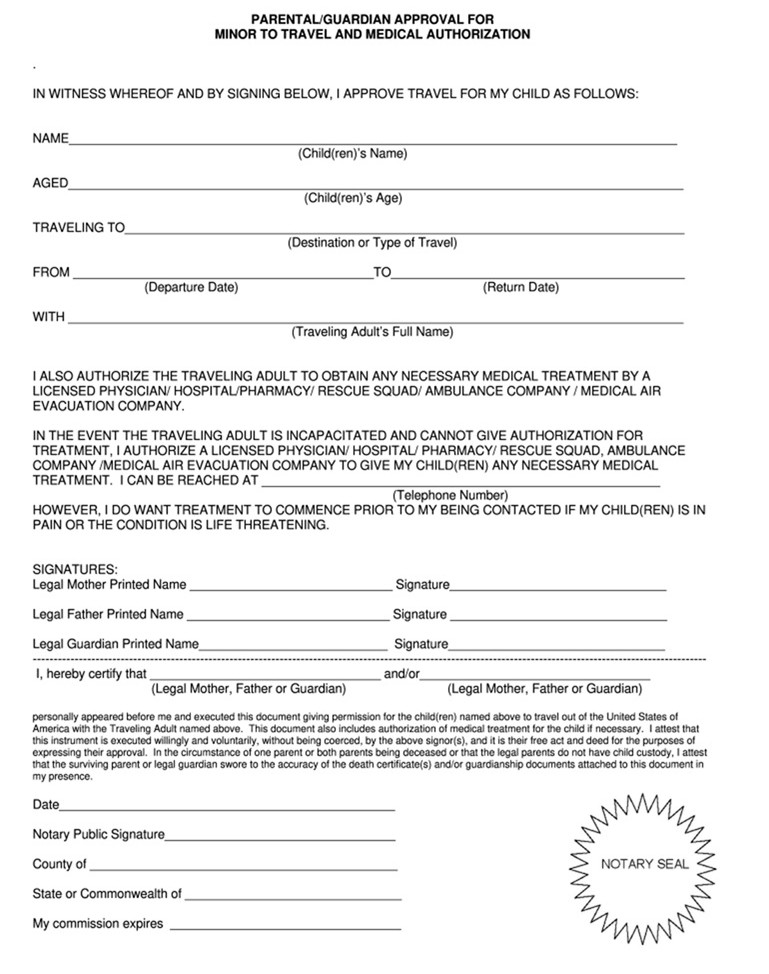 PARENTAL/GUARDIAN APPROVAL FOR
MINOR TO TRAVEL AND MEDICAL AUTHORIZATION
.
IN WITNESS WHEREOF AND BY SIGNING BELOW, I APPROVE TRAVEL FOR MY CHILD AS FOLLOWS:
NAME
(Child(ren)'s Name)
AGED
(Child(ren)'s Age)
TRAVELING TO
(Destination or Type of Travel)
FROM TO
(Departure Date) (Return Date)
WITH
(Traveling Adult's Full Name)
I ALSO AUTHORIZE THE TRAVELING ADULT TO OBTAIN ANY NECESSARY MEDICAL TREATMENT BY A
LICENSED PHYSICIAN/ HOSPITAL/PHARMACY/ RESCUE SQUAD/ AMBULANCE COMPANY / MEDICAL AIR
EVACUATION COMPANY.
IN THE EVENT THE TRAVELING ADULT IS INCAPACITATED AND CANNOT GIVE AUTHORIZATION FOR
TREATMENT, I AUTHORIZE A LICENSED PHYSICIAN/ HOSPITAL/ PHARMACY/ RESCUE SQUAD, AMBULANCE
COMPANY /MEDICAL AIR EVACUATION COMPANY TO GIVE MY CHILD(REN) ANY NECESSARY MEDICAL
TREATMENT. I CAN BE REACHED AT
(Telephone Number)
HOWEVER, I DO WANT TREATMENT TO COMMENCE PRIOR TO MY BEING CONTACTED IF MY CHILD(REN) IS IN
PAIN OR THE CONDITION IS LIFE THREATENING.
SIGNATURES:
Legal Mother Printed Name Signature
Legal Father Printed Name Signature
Legal Guardian Printed Name Signature
I, hereby certify that and/or
(Legal Mother, Father or Guardian) (Legal Mother, Father or Guardian)
personally appeared before me and executed this document giving permission for the child(ren) named above to travel out of the United States of
America with the Traveling Adult named above. This document also includes authorization of medical treatment for the child if necessary. I attest that
this instrument is executed willingly and voluntarily, without being coerced, by the above signor(s), and it is their free act and deed for the purposes of
expressing their approval. In the circumstance of one parent or both parents being deceased or that the legal parents do not have child custody, I attest
that the surviving parent or legal guardian swore to the accuracy of the death certificate(s) and/or guardianship documents attached to this document in
my presence.
Date
Notary Public Signature
County of
State or Commonwealth of
My commission expires
NOTARY SEAL